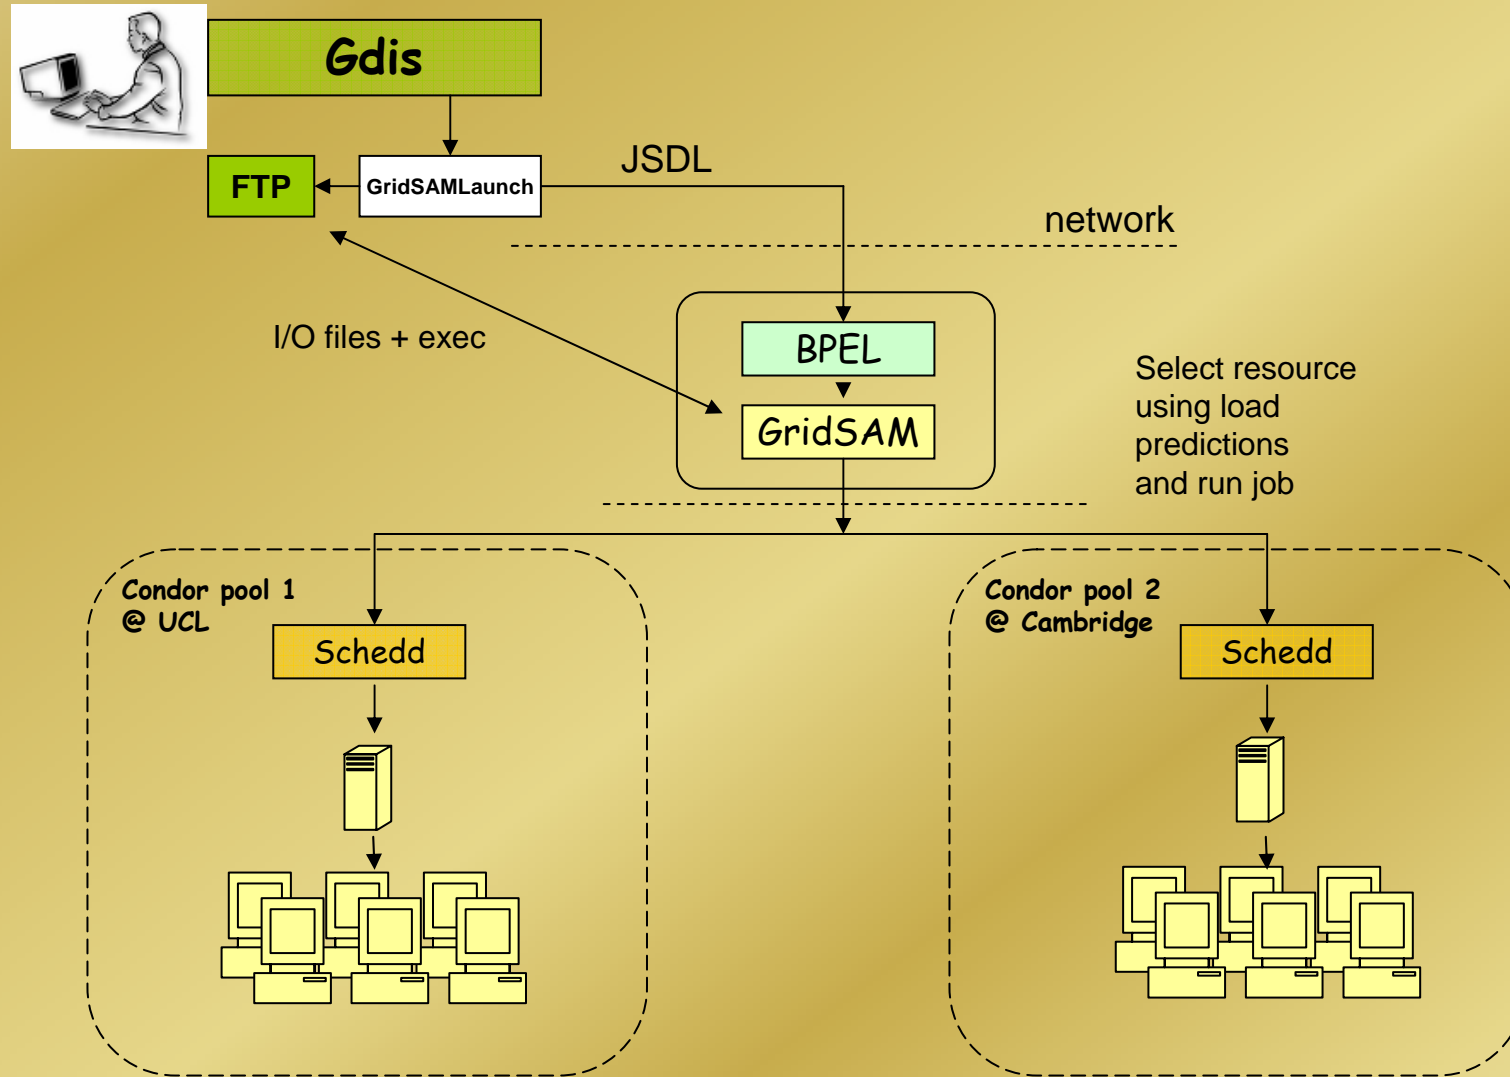 Gdis
FTP
GridSAMLaunch
JSDL
network
I/O files + exec
BPEL
GridSAM
Select resource
using load
predictions
and run job
Condor pool 1
@ UCL
Schedd
Condor pool 2
@ Cambridge
Schedd